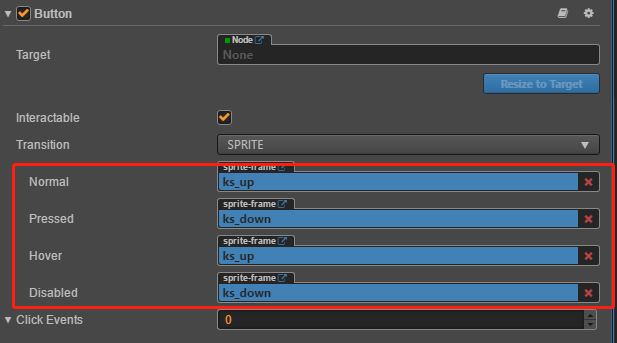 Button
Node
Target None
Resize to Target
Interactable
Transition SPRITE
sprite-frame
Normal ks_up
sprite-frame
Pressed ks_down
sprite-frame
Hover ks_up
sprite-frame
Disabled ks_down
Click Events 0